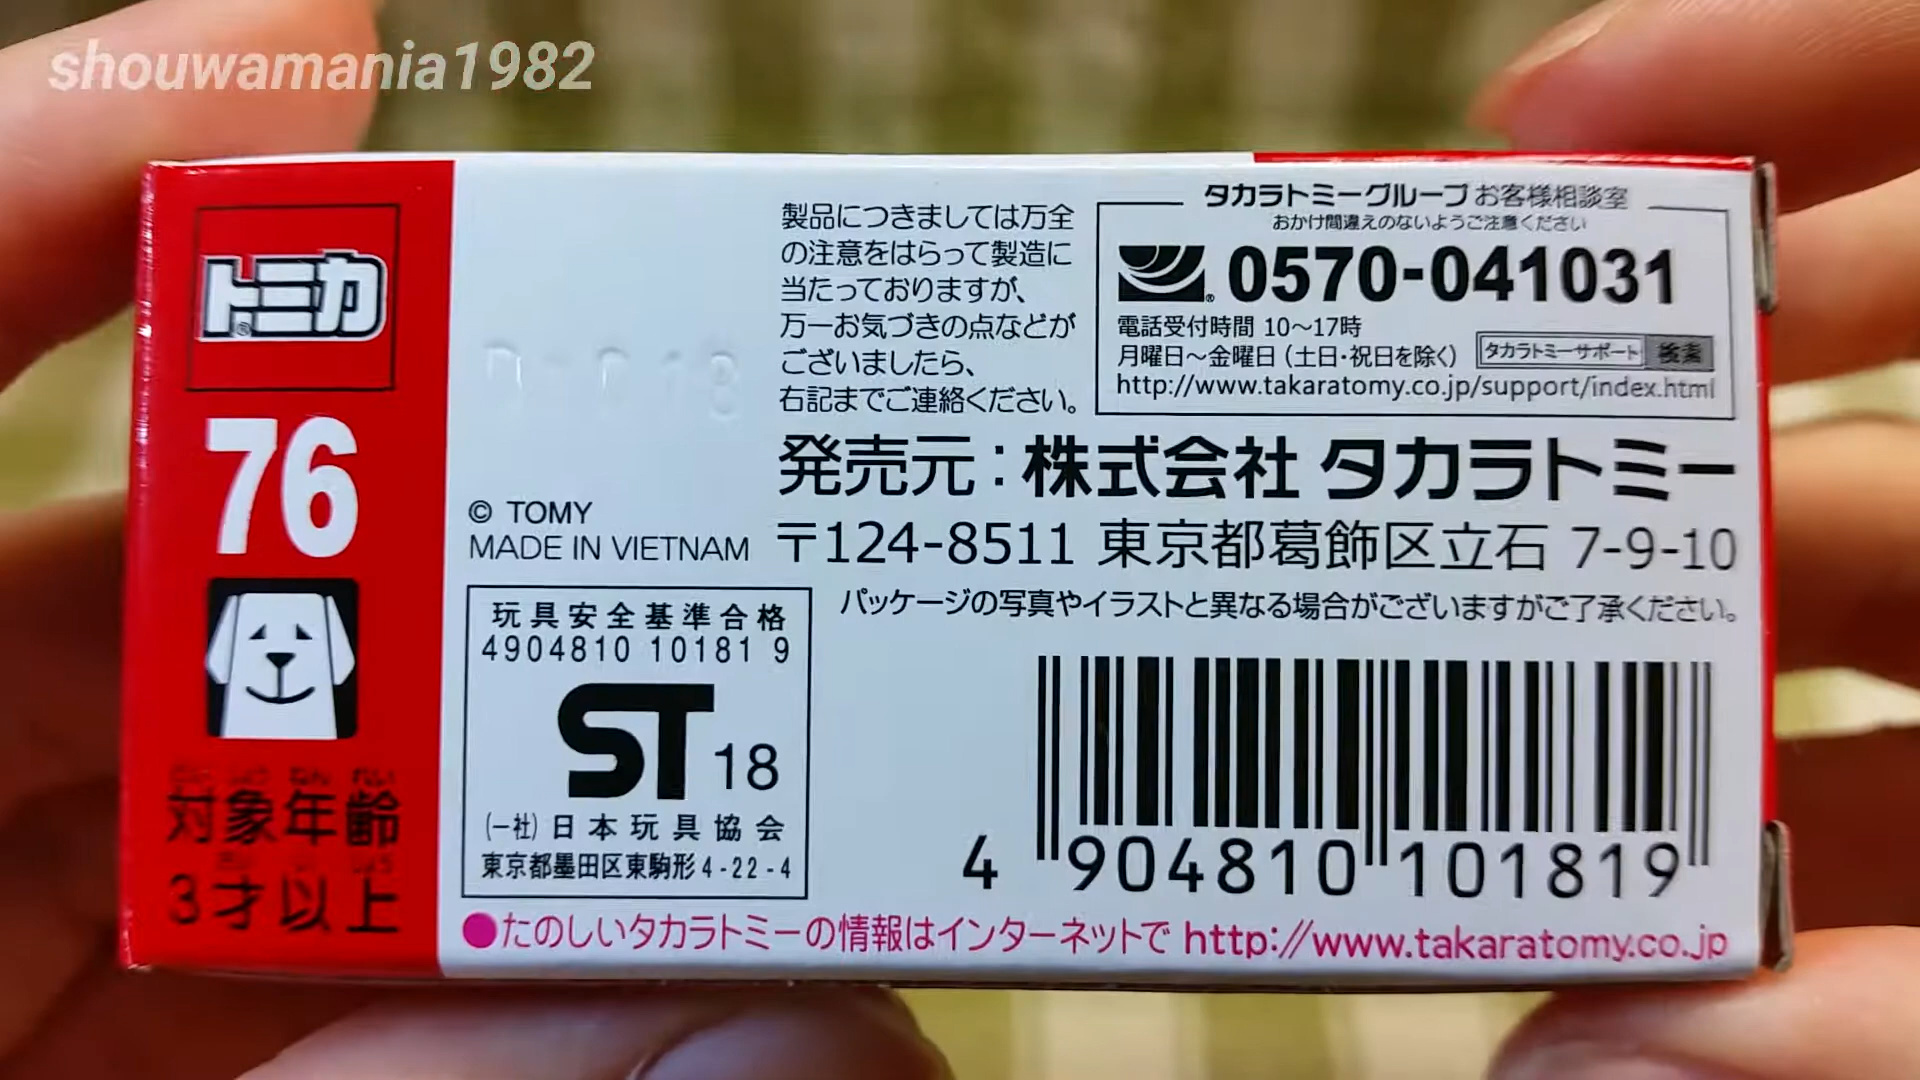 shouwamania1982
トミカ
76
たいしょうねんれい
対象年齢
3才以上
© TOMY
MADE IN VIETNAM
玩具安全基準合格
4904810 10181 9
ST 18
(一社)日本玩具協会
東京都墨田区東駒形4-22-4
製品につきましては万全
の注意をはらって製造に
当たっておりますが、
万一お気づきの点などが
ございましたら、
右記までご連絡ください。
タカラトミーグループお客様相談室
おかけ間違えのないようご注意ください
0570-041031
電話受付時間 10～17時
月曜日～金曜日(土日・祝日を除く)
タカラトミーサポート 検索
http://www.takaratomy.co.jp/support/index.html
発売元:株式会社 タカラトミー
〒124-8511 東京都葛飾区立石 7-9-10
パッケージの写真やイラストと異なる場合がございますがご了承ください。
4 904810 101819
●たのしいタカラトミーの情報はインターネットで http://www.takaratomy.co.jp